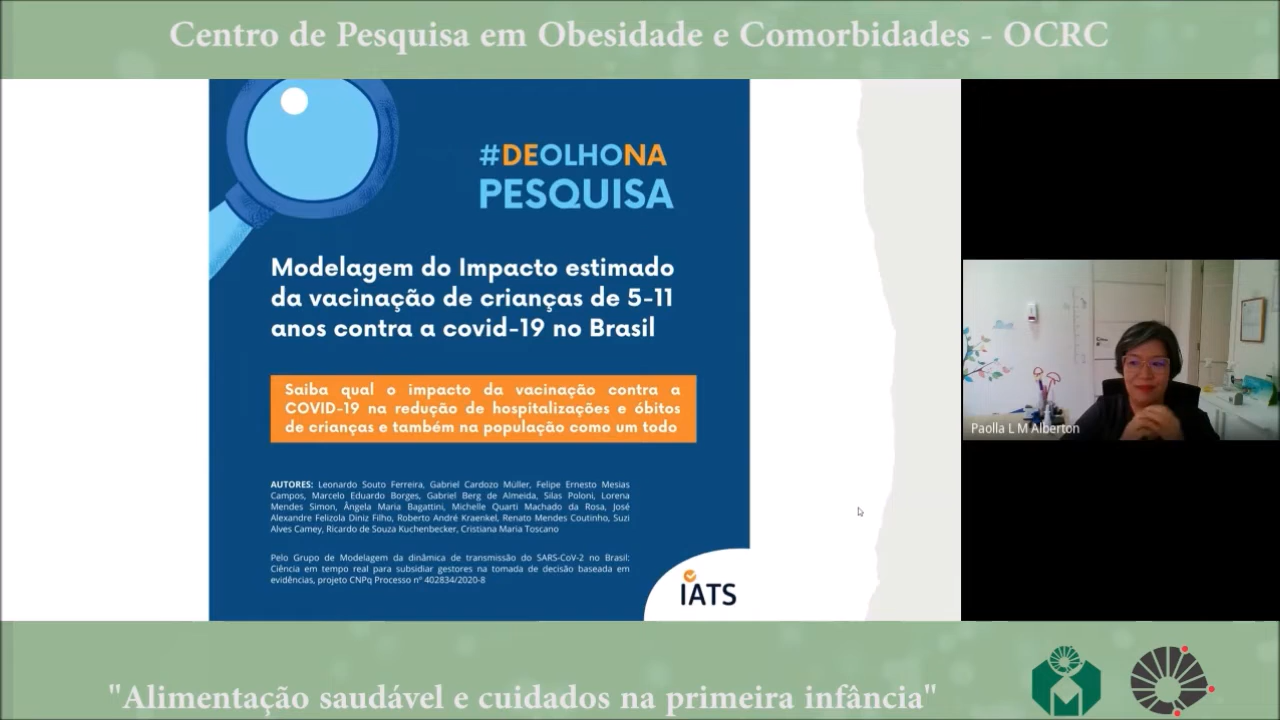 Centro de Pesquisa em Obesidade e Comorbidades - OCRC
#DEOLHONA
PESQUISA
Modelagem do Impacto estimado
da vacinação de crianças de 5-11
anos contra a covid-19 no Brasil
Saiba qual o impacto da vacinação contra a
COVID-19 na redução de hospitalizações e óbitos
de crianças e também na população como um todo
AUTORES: Leonardo Souto Ferreira, Gabriel Cardozo Müller, Felipe Ernesto Mesias
Campos, Marcelo Eduardo Borges, Gabriel Berg de Almeida, Silas Poloni, Lorena
Mendes Simon, Ângela Maria Bagattini, Michelle Quarti Machado da Rosa, José
Alexandre Felizola Diniz Filho, Roberto André Kraenkel, Renato Mendes Coutinho, Suzi
Alves Camey, Ricardo de Souza Kuchenbecker, Cristiana Maria Toscano
Pelo Grupo de Modelagem da dinâmica de transmissão do SARS-CoV-2 no Brasil:
Ciência em tempo real para subsidiar gestores na tomada de decisão baseada em
evidências, projeto CNPq Processo nº 402834/2020-8
IATS
Paolla L M Alberton
"Alimentação saudável e cuidados na primeira infância"